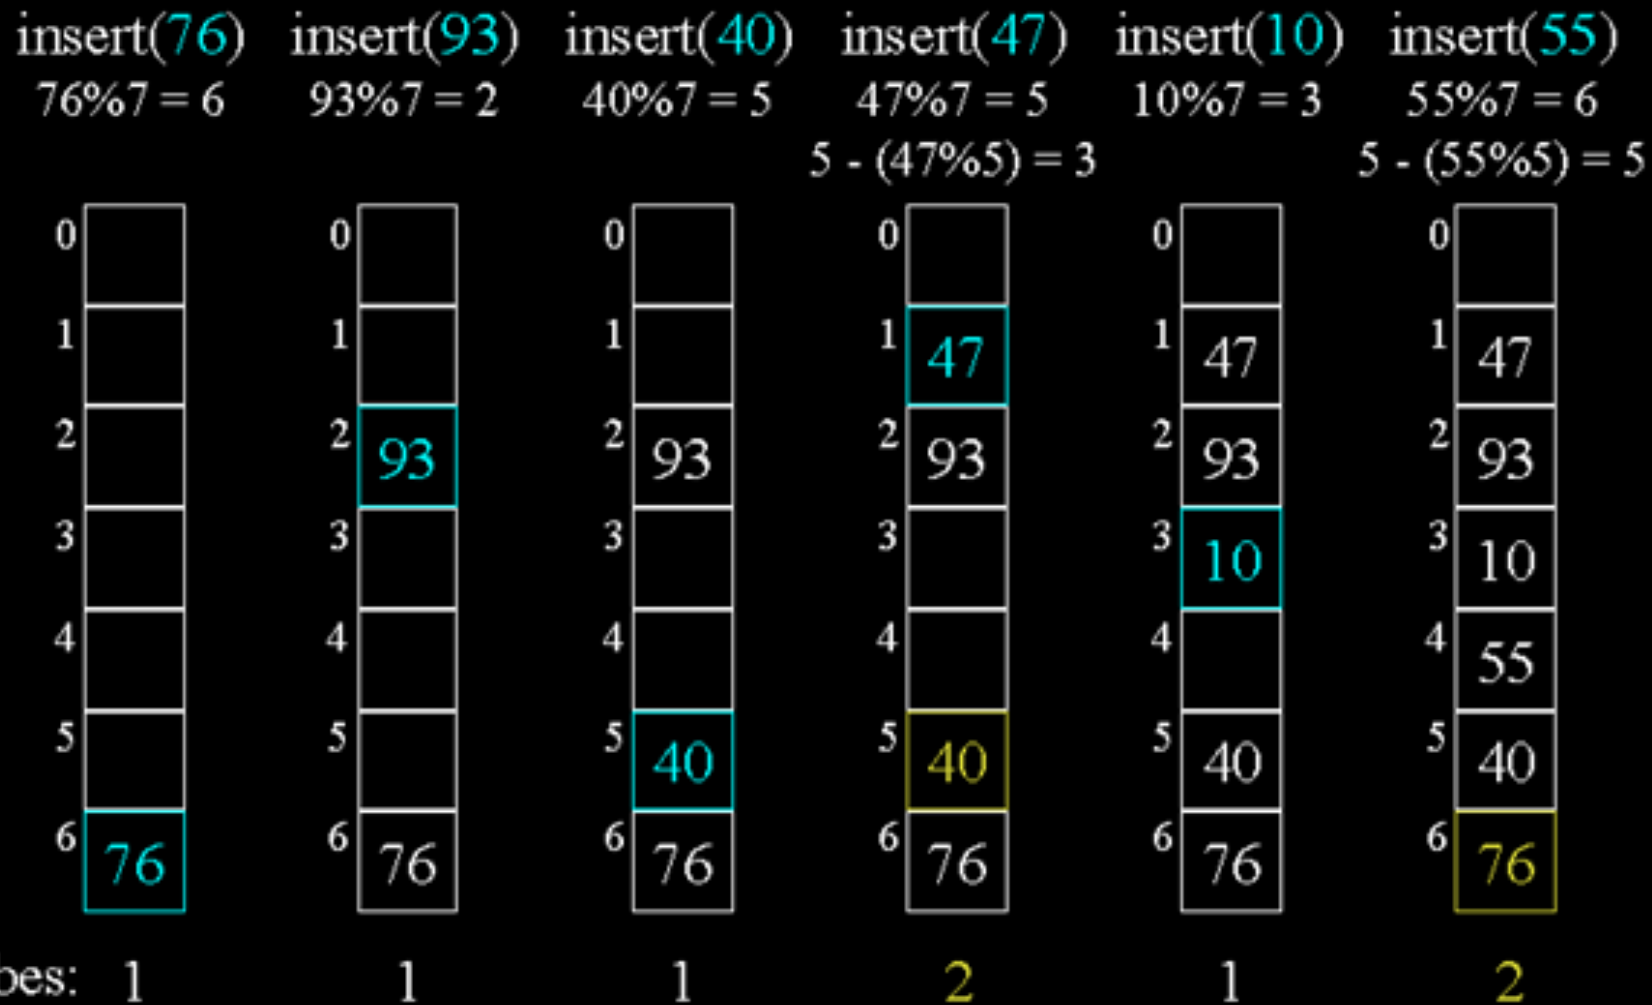 insert(76) insert(93) insert(40) insert(47) insert(10) insert(55)
76%7 = 6 93%7 = 2 40%7 = 5 47%7 = 5 10%7 = 3 55%7 = 6
5 - (47%5) = 3 5 - (55%5) = 5
0 0 0 0 0 0
1 1 1 1 47 1 47 1 47
2 2 93 2 93 2 93 2 93 2 93
3 3 3 3 3 10 3 10
4 4 4 4 4 4 55
5 5 5 40 5 40 5 40 5 40
6 76 6 76 6 76 6 76 6 76 6 76
bes: 1 1 1 2 1 2